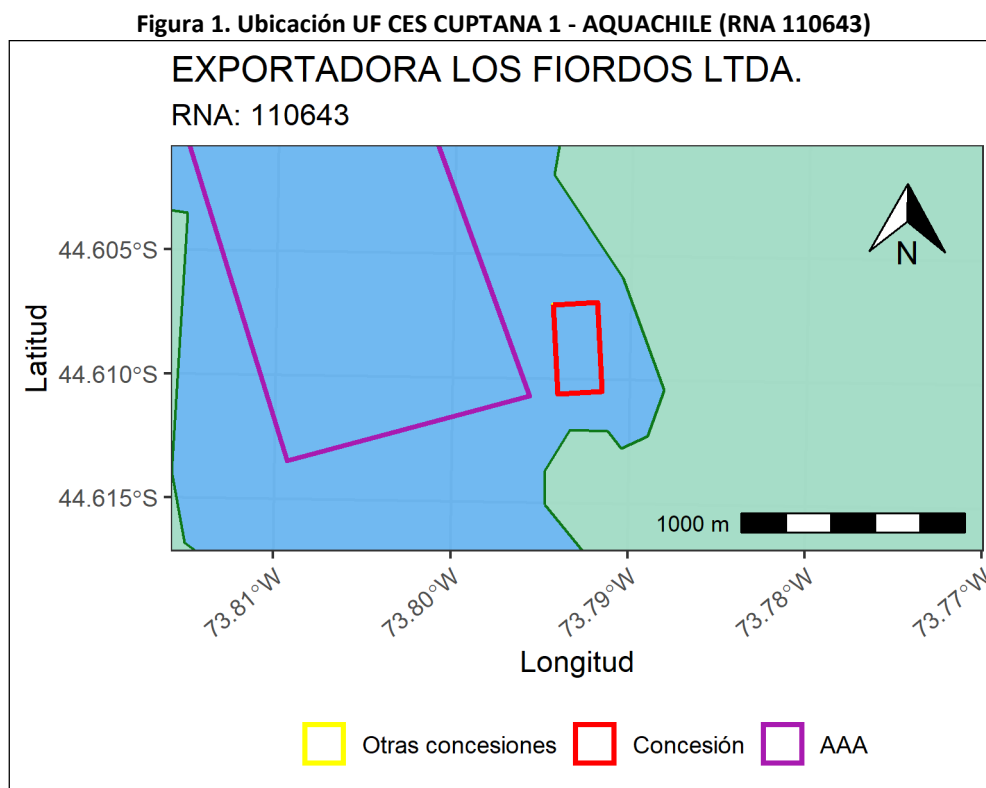 Figura 1. Ubicación UF CES CUPTANA 1 - AQUACHILE (RNA 110643)
EXPORTADORA LOS FIORDOS LTDA.
RNA: 110643
N
44.605°S
44.610°S
44.615°S
Latitud
1000 m
73.81°W
73.80°W
73.79°W
73.78°W
73.77°W
Longitud
Otras concesiones
Concesión
AAA